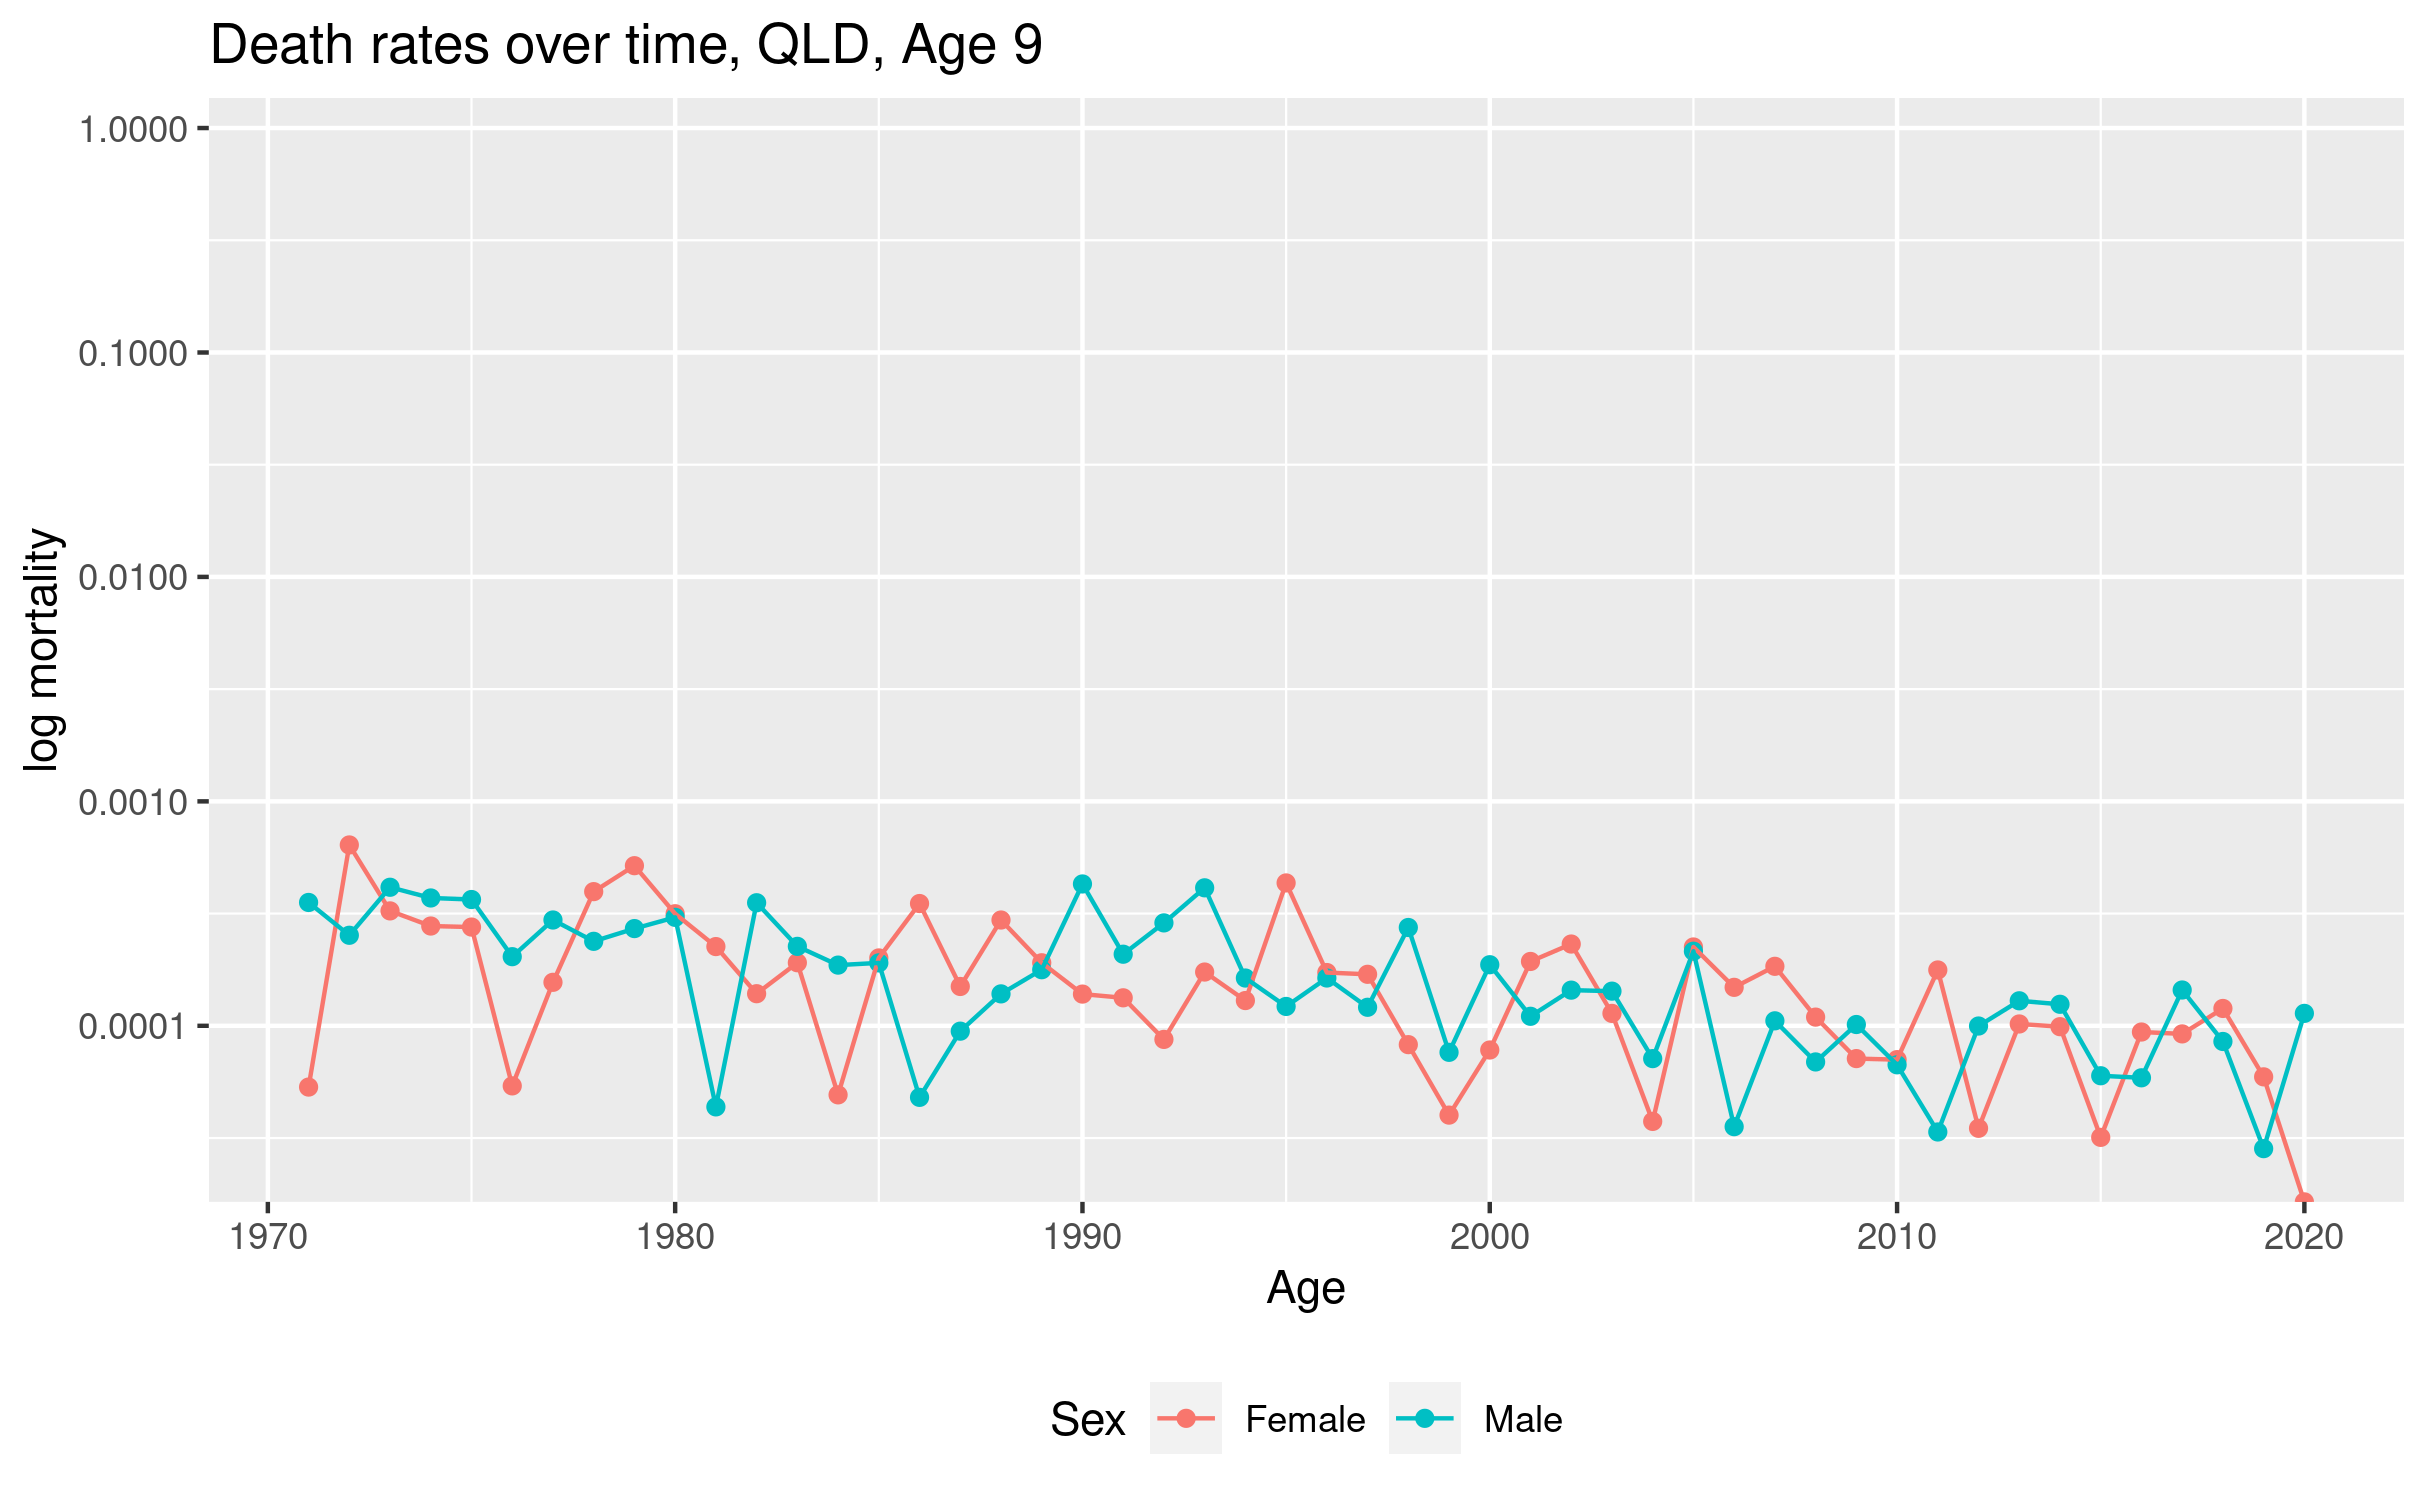 Death rates over time, QLD, Age 9
1.0000
0.1000
0.0100
0.0010
0.0001
log mortality
1970 1980 1990 2000 2010 2020
Age
Sex Female Male